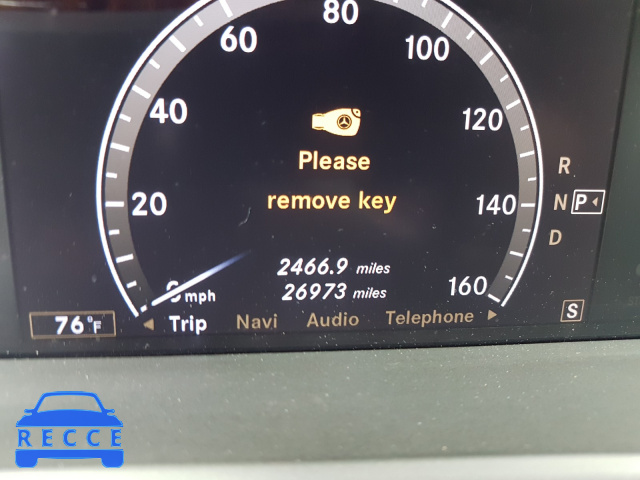 80
60
100
40
120
Please
R
remove key
20
140
N P
D
2466.9 miles
26973 miles
160
0 mph
76°F
Trip Navi Audio Telephone
S
RECCE